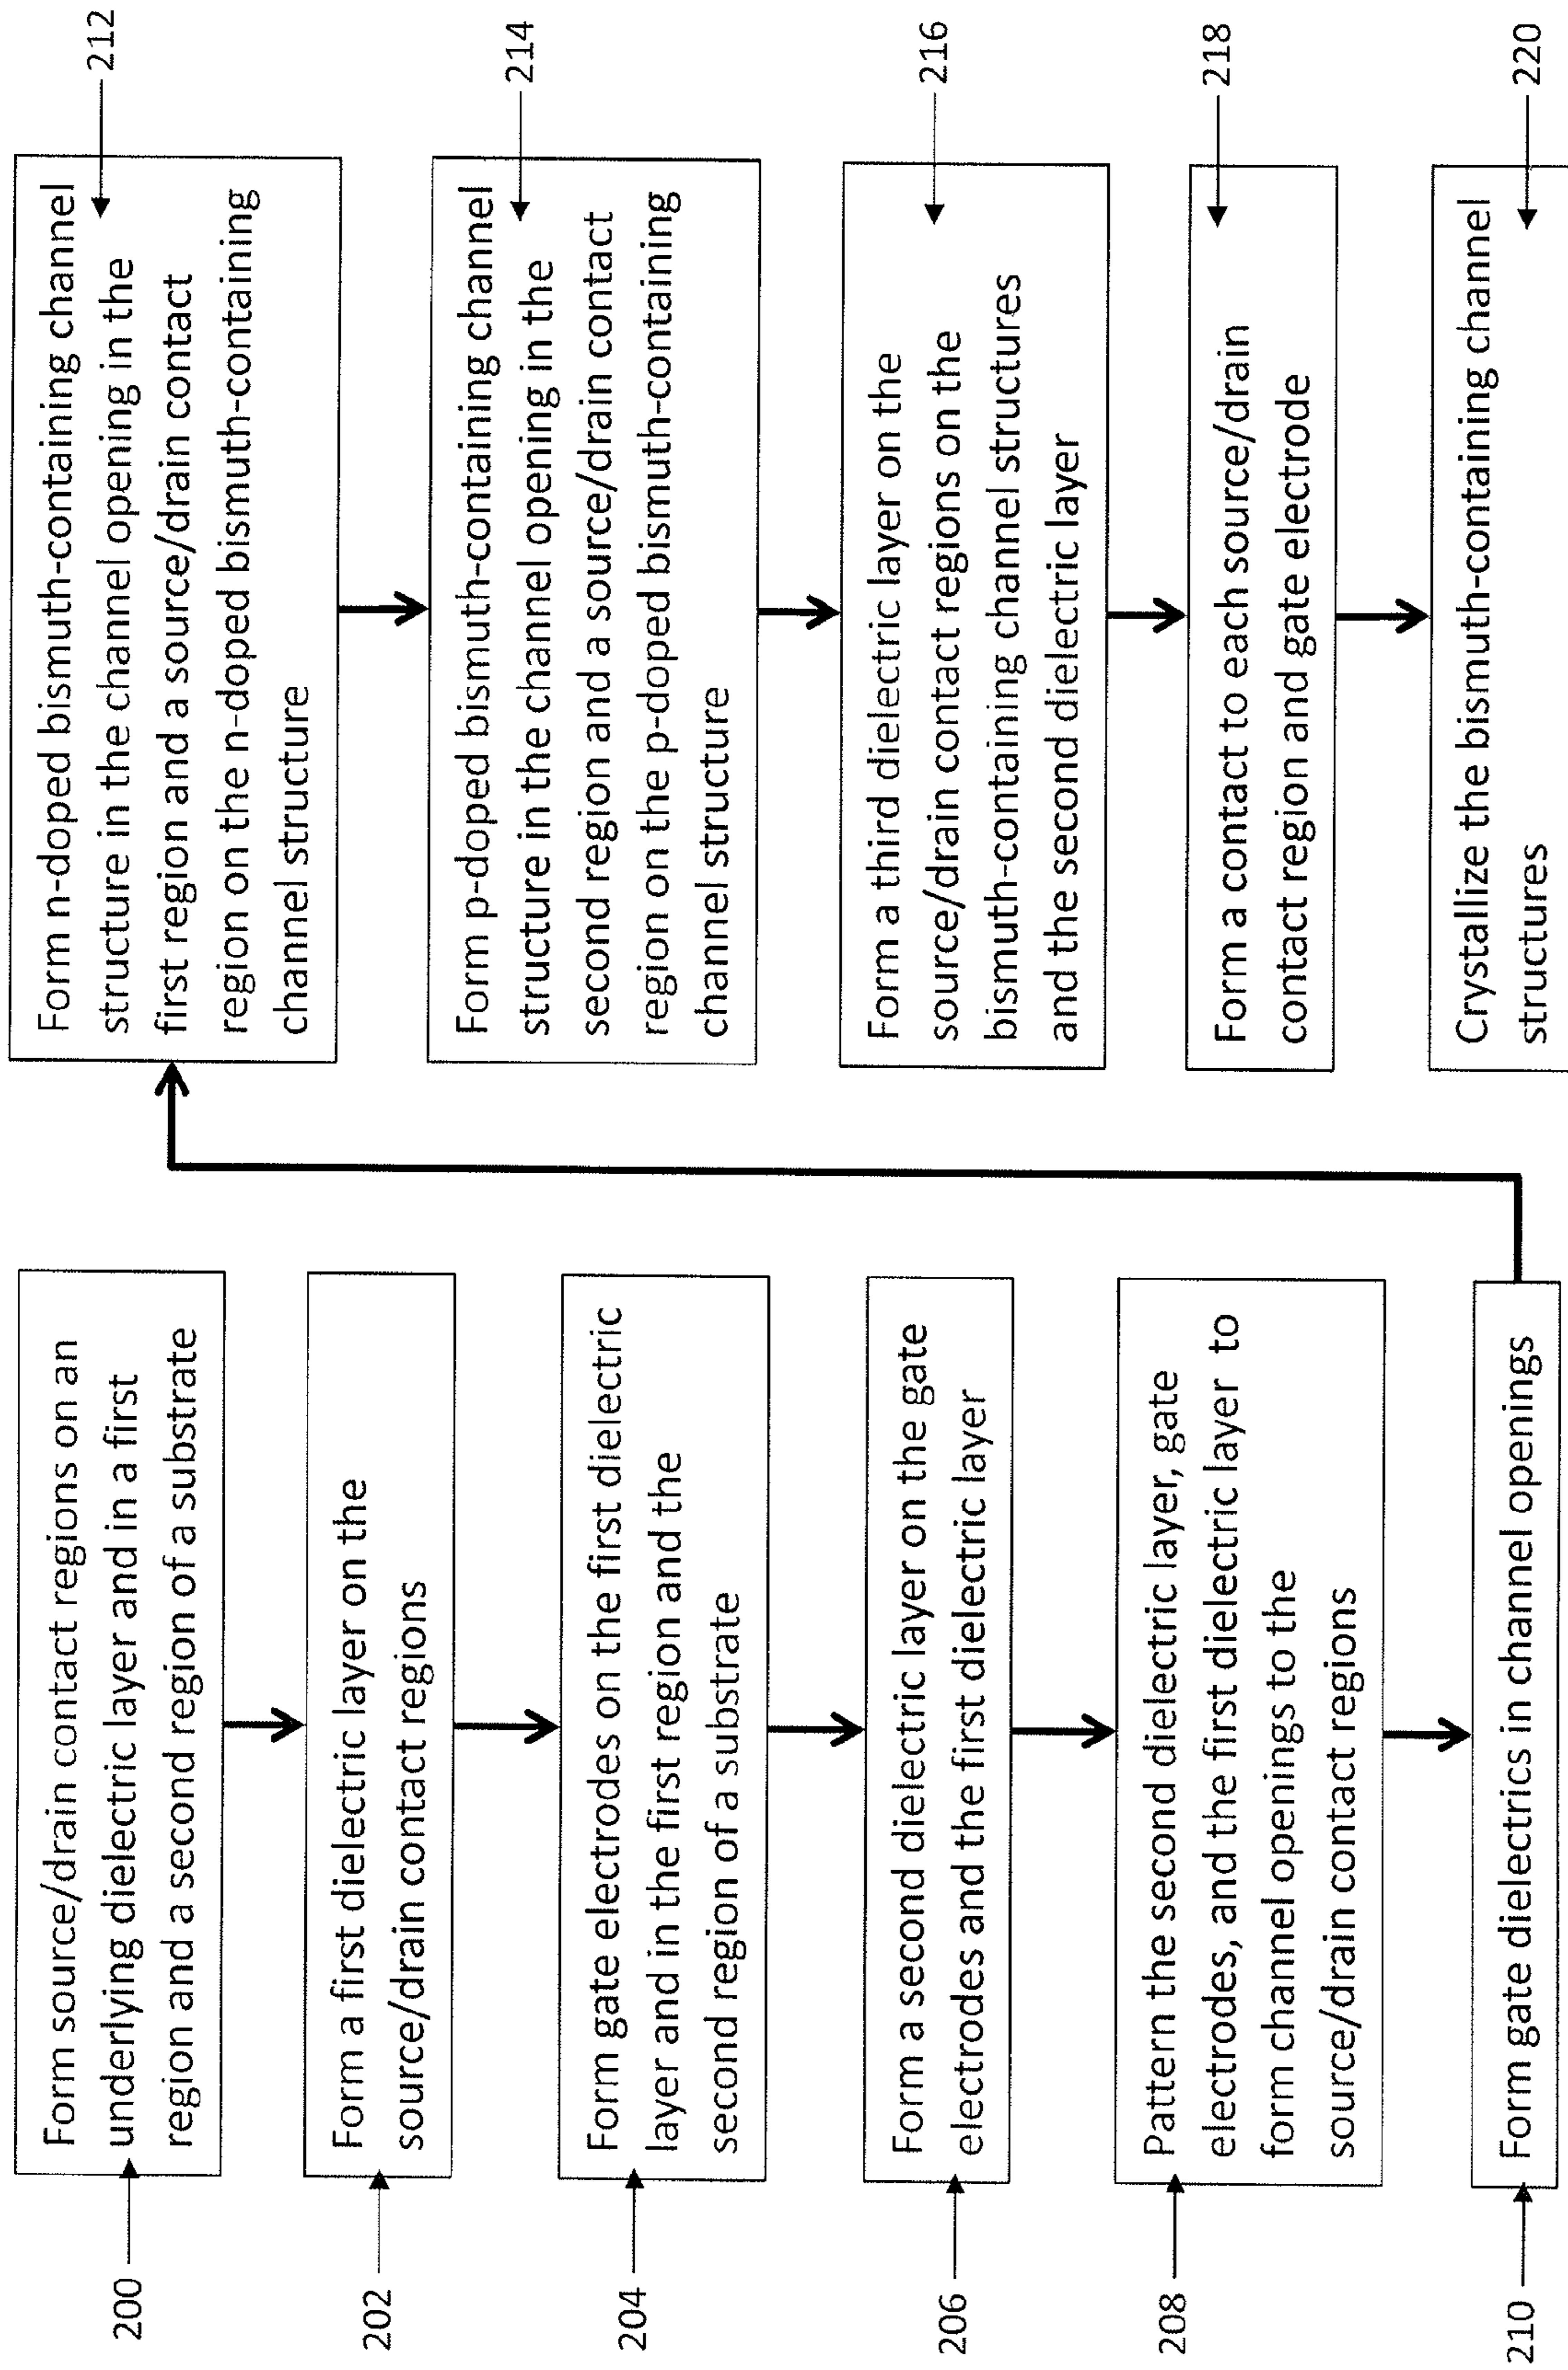 200
Form source/drain contact regions on an
underlying dielectric layer and in a first
region and a second region of a substrate
202
Form a first dielectric layer on the
source/drain contact regions
204
Form gate electrodes on the first dielectric
layer and in the first region and the
second region of a substrate
206
Form a second dielectric layer on the gate
electrodes and the first dielectric layer
208
Pattern the second dielectric layer, gate
electrodes, and the first dielectric layer to
form channel openings to the
source/drain contact regions
210
Form gate dielectrics in channel openings
212
Form n-doped bismuth-containing channel
structure in the channel opening in the
first region and a source/drain contact
region on the n-doped bismuth-containing
channel structure
214
Form p-doped bismuth-containing channel
structure in the channel opening in the
second region and a source/drain contact
region on the p-doped bismuth-containing
channel structure
216
Form a third dielectric layer on the
source/drain contact regions on the
bismuth-containing channel structures
and the second dielectric layer
218
Form a contact to each source/drain
contact region and gate electrode
220
Crystallize the bismuth-containing channel
structures